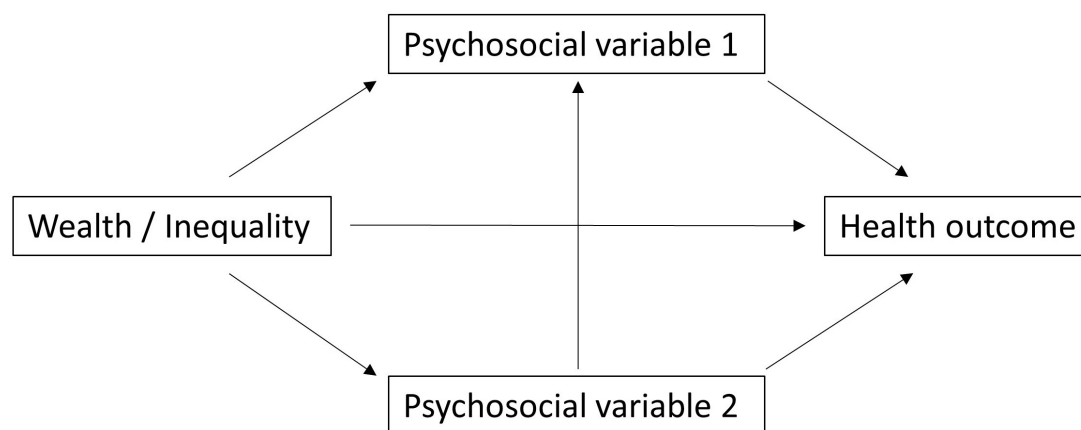 Psychosocial variable 1
Wealth / Inequality
Health outcome
Psychosocial variable 2